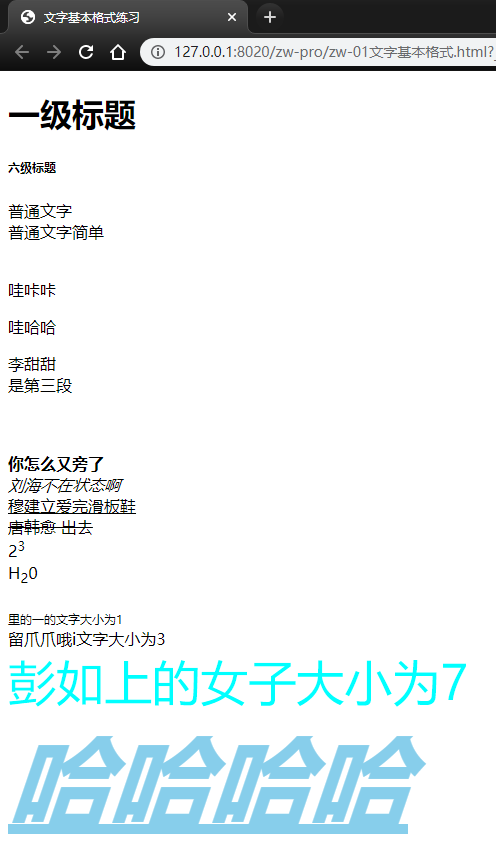 文字基本格式练习
127.0.0.1:8020/zw-pro/zw-01文字基本格式.html?_
一级标题
六级标题
普通文字
普通文字简单
哇咔咔
哇哈哈
李甜甜
是第三段
你怎么又旁了
刘海不在状态啊
穆建立爱完滑板鞋
唐韩愈 出去
2³
H₂0
里的一的文字大小为1
留爪爪哦i文字大小为3
彭如上的女子大小为7
哈哈哈哈